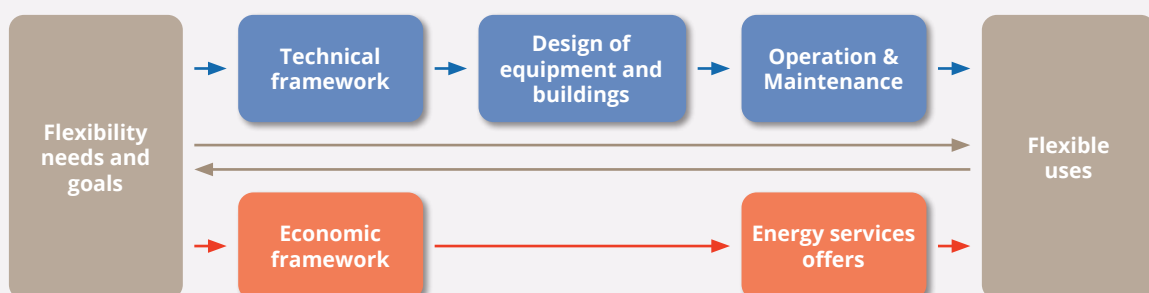 Flexibility
needs and
goals
Technical
framework
Design of
equipment and
buildings
Operation &
Maintenance
Economic
framework
Energy services
offers
Flexible
uses